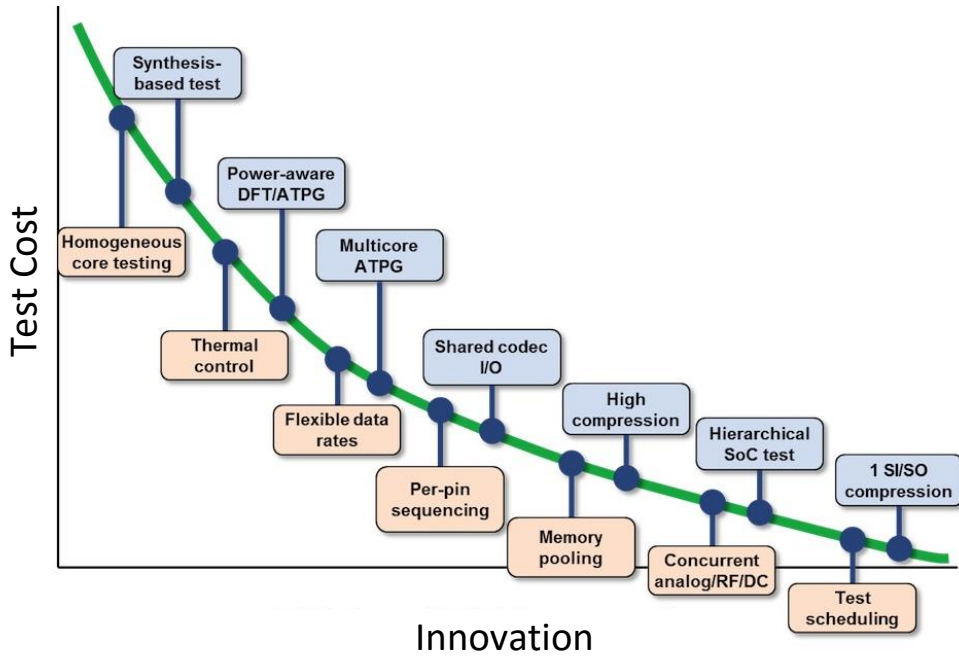 Synthesis-
based test
Power-aware
DFT/ATPG
Homogeneous
core testing
Multicore
ATPG
Test Cost
Thermal
control
Shared codec
I/O
Flexible data
rates
High
compression
Hierarchical
SoC test
1 SI/SO
compression
Per-pin
sequencing
Memory
pooling
Concurrent
analog/RF/DC
Test
scheduling
Innovation